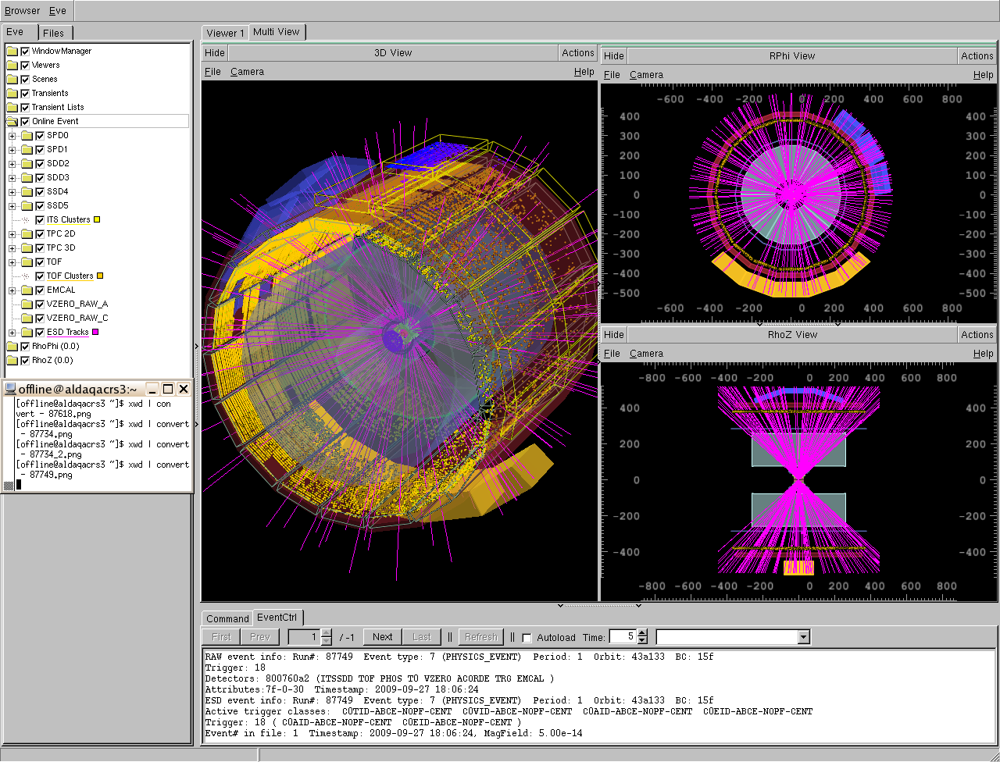 Browser Eve
Eve Files
WindowManager
Viewers
Scenes
Transients
Transient Lists
Online Event
SPD0
SPD1
SDD2
SDD3
SSD4
SSD5
ITS Clusters
TPC 2D
TPC 3D
TOF
TOF Clusters
EMCAL
VZERO_RAW_A
VZERO_RAW_C
ESD Tracks
RhoPhi (0.0)
RhoZ (0.0)
offline@aldaqacrs3:~
[offline@aldaqacrs3 ~]$ xwd | con
vert - 87618.png
[offline@aldaqacrs3 ~]$ xwd | convert
- 87734.png
[offline@aldaqacrs3 ~]$ xwd | convert
- 87734_2.png
[offline@aldaqacrs3 ~]$ xwd | convert
- 87749.png
Viewer 1 Multi View
Hide 3D View Actions
File Camera Help
Hide RPhi View Actions
File Camera Help
-600 -400 -200 0 200 400 600 800
400 400
300 300
200 200
100 100
0 0
-100 -100
-200 -200
-300 -300
-400 -400
-500 -500
-600 -400 -200 0 200 400 600 800
Hide RhoZ View Actions
File Camera Help
-800 -600 -400 -200 0 200 400 600 800
400 400
200 200
0 0
-200 -200
-400 -400
-800 -600 -400 -200 0 200 400 600 800
Command EventCtrl
First Prev 1 / -1 Next Last || Refresh || Autoload Time: 5
RAW event info: Run#: 87749 Event type: 7 (PHYSICS_EVENT) Period: 1 Orbit: 43a133 BC: 15f
Trigger: 18
Detectors: 800760a2 (ITSSDD TOF PHOS T0 VZERO ACORDE TRG EMCAL )
Attributes:7f-0-30 Timestamp: 2009-09-27 18:06:24
ESD event info: Run#: 87749 Event type: 7 (PHYSICS_EVENT) Period: 1 Orbit: 43a133 BC: 15f
Active trigger classes: C0TID-ABCE-NOPF-CENT C0VID-ABCE-NOPF-CENT C0AID-ABCE-NOPF-CENT C0EID-ABCE-NOPF-CENT
Trigger: 18 ( C0AID-ABCE-NOPF-CENT C0EID-ABCE-NOPF-CENT )
Event# in file: 1 Timestamp: 2009-09-27 18:06:24, MagField: 5.00e-14